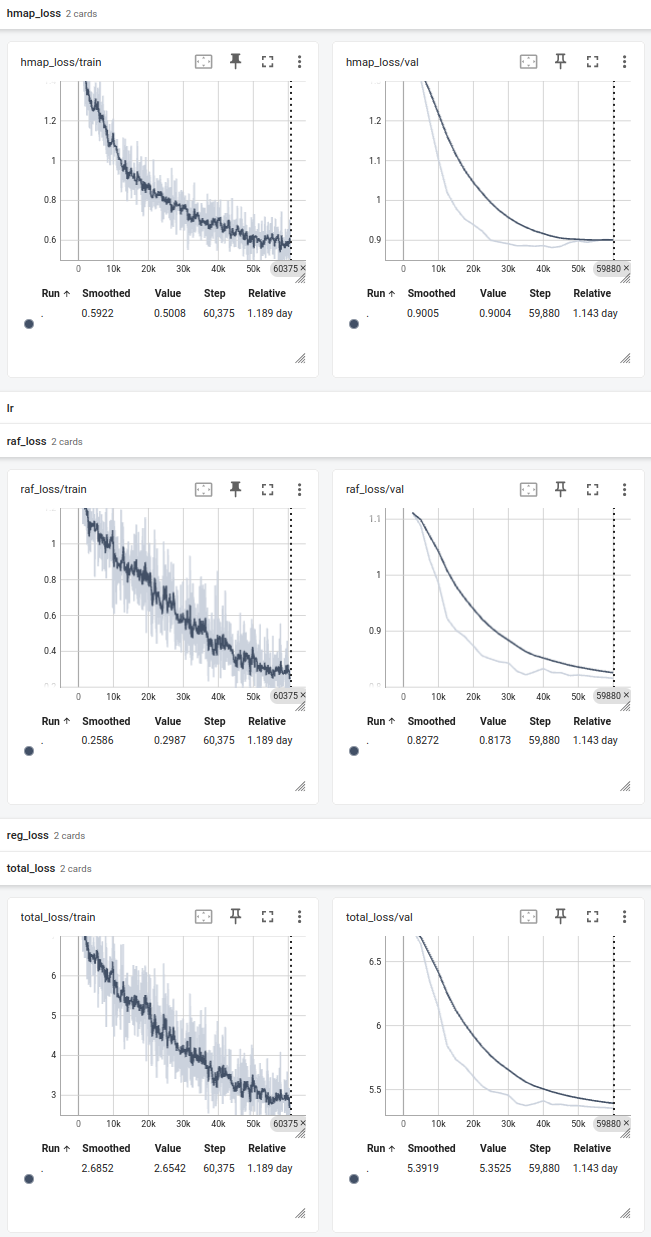 hmap_loss 2 cards
hmap_loss/train
1.2
1
0.8
0.6
0 10k 20k 30k 40k 50k 60375 ×
Run ↑ Smoothed Value Step Relative
. 0.5922 0.5008 60,375 1.189 day
hmap_loss/val
1.2
1.1
1
0.9
0 10k 20k 30k 40k 50k 59880 ×
Run ↑ Smoothed Value Step Relative
. 0.9005 0.9004 59,880 1.143 day
lr
raf_loss 2 cards
raf_loss/train
1
0.8
0.6
0.4
0 10k 20k 30k 40k 50k 60375 ×
Run ↑ Smoothed Value Step Relative
. 0.2586 0.2987 60,375 1.189 day
raf_loss/val
1.1
1
0.9
0 10k 20k 30k 40k 50k 59880 ×
Run ↑ Smoothed Value Step Relative
. 0.8272 0.8173 59,880 1.143 day
reg_loss 2 cards
total_loss 2 cards
total_loss/train
6
5
4
3
0 10k 20k 30k 40k 50k 60375 ×
Run ↑ Smoothed Value Step Relative
. 2.6852 2.6542 60,375 1.189 day
total_loss/val
6.5
6
5.5
0 10k 20k 30k 40k 50k 59880 ×
Run ↑ Smoothed Value Step Relative
. 5.3919 5.3525 59,880 1.143 day